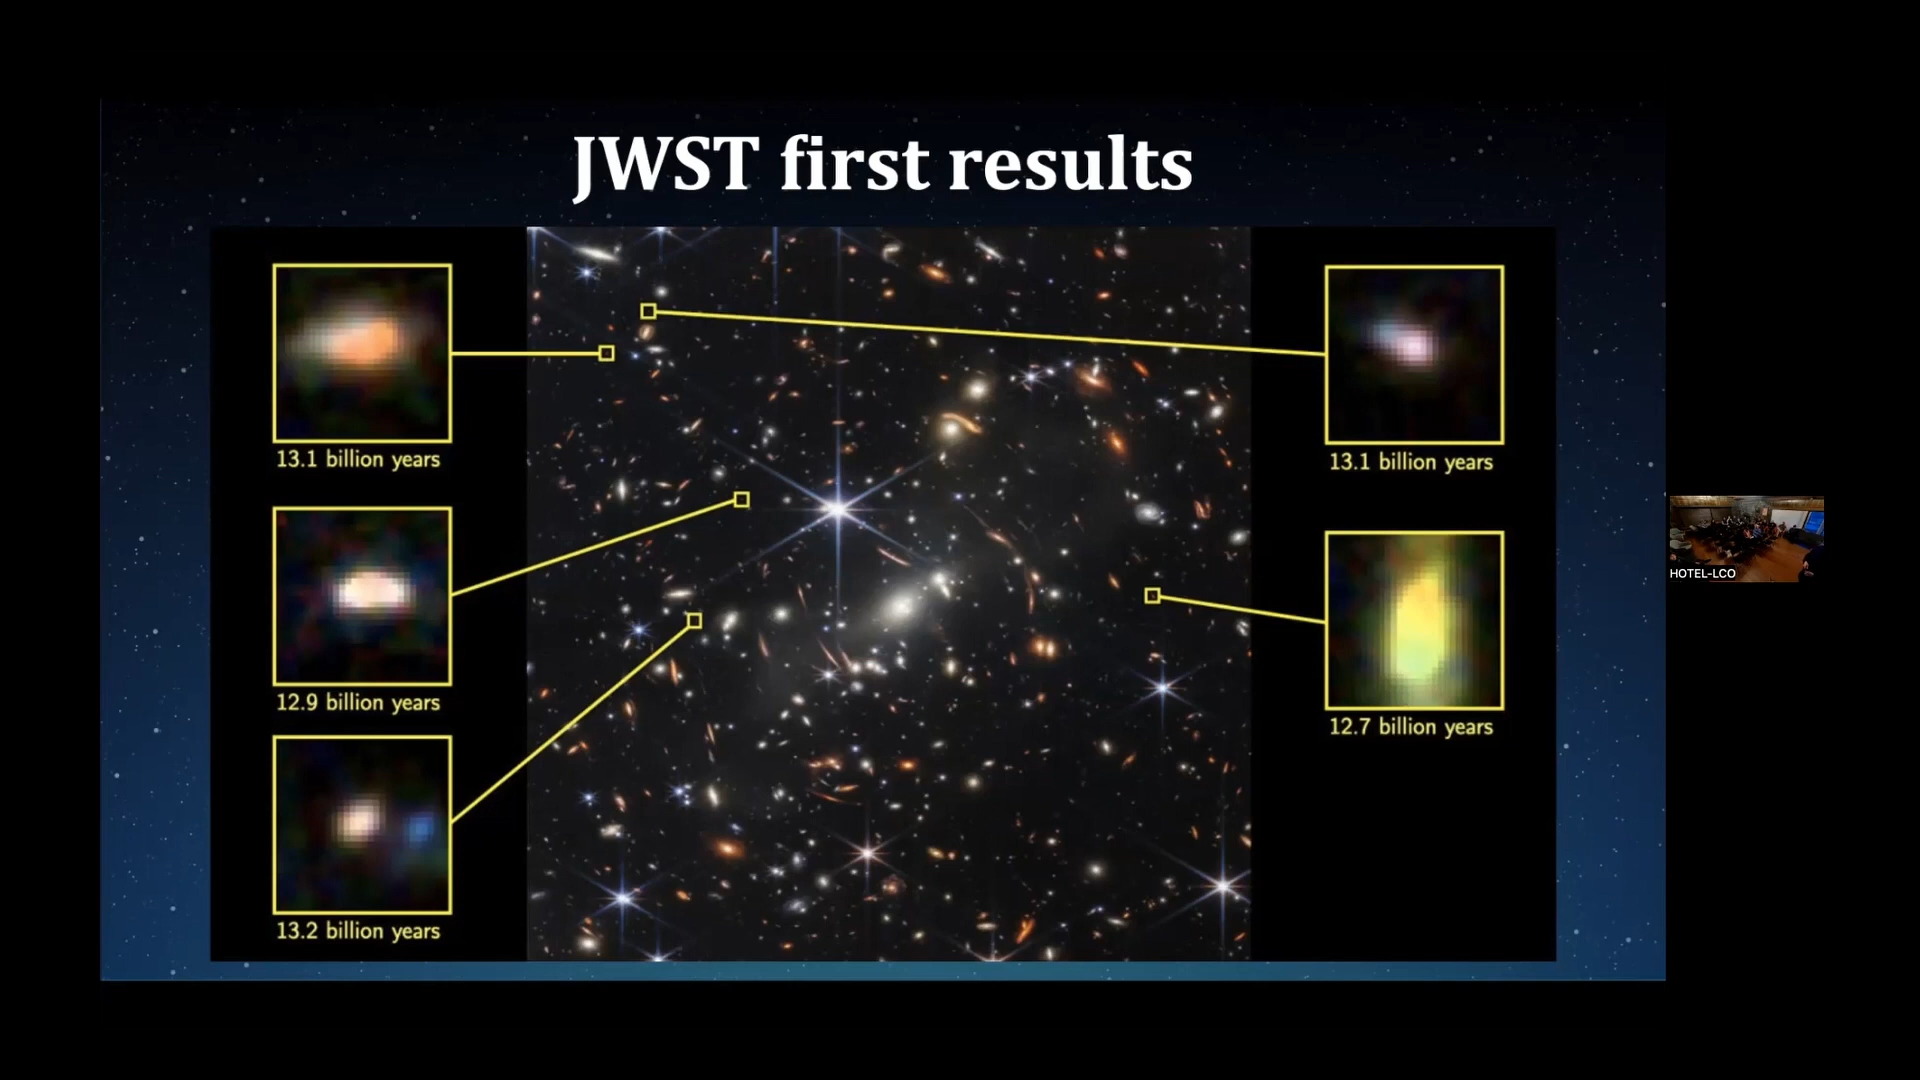 JWST first results
13.1 billion years
13.1 billion years
12.9 billion years
12.7 billion years
13.2 billion years
HOTEL-LCO